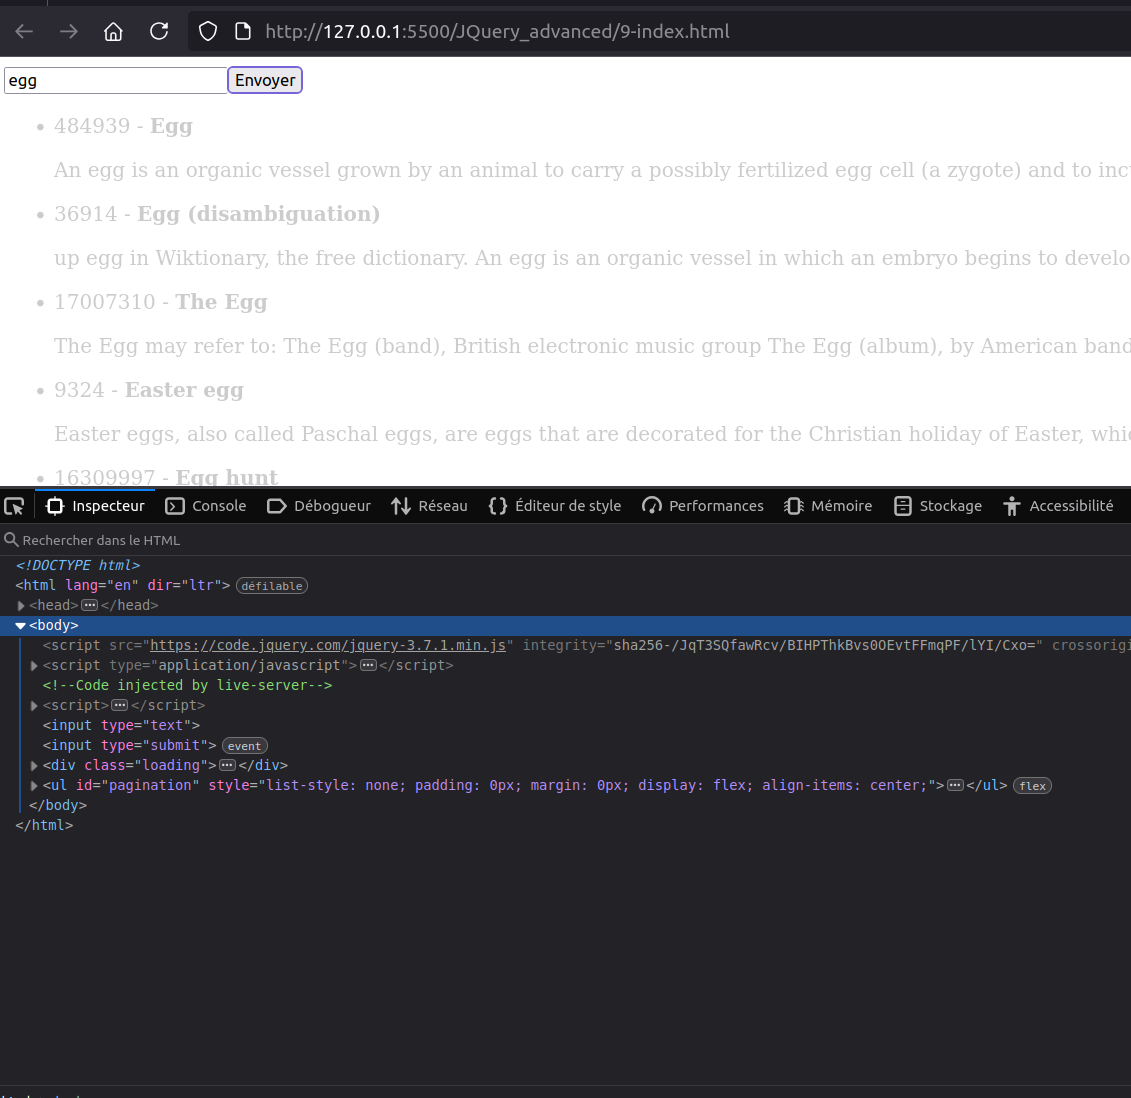 http://127.0.0.1:5500/JQuery_advanced/9-index.html
egg Envoyer
• 484939 - Egg
An egg is an organic vessel grown by an animal to carry a possibly fertilized egg cell (a zygote) and to inc
• 36914 - Egg (disambiguation)
up egg in Wiktionary, the free dictionary. An egg is an organic vessel in which an embryo begins to develo
• 17007310 - The Egg
The Egg may refer to: The Egg (band), British electronic music group The Egg (album), by American band
• 9324 - Easter egg
Easter eggs, also called Paschal eggs, are eggs that are decorated for the Christian holiday of Easter, whi
• 16309997 - Egg hunt
Inspecteur Console Débogueur Réseau Éditeur de style Performances Mémoire Stockage Accessibilité
Rechercher dans le HTML
<!DOCTYPE html>
<html lang="en" dir="ltr"> défilable
<head>…</head>
<body>
<script src="https://code.jquery.com/jquery-3.7.1.min.js" integrity="sha256-/JqT3SQfawRcv/BIHPThkBvs0OEvtFFmqPF/lYI/Cxo=" crossorigi
<script type="application/javascript">…</script>
<!--Code injected by live-server-->
<script>…</script>
<input type="text">
<input type="submit"> event
<div class="loading">…</div>
<ul id="pagination" style="list-style: none; padding: 0px; margin: 0px; display: flex; align-items: center;">…</ul> flex
</body>
</html>